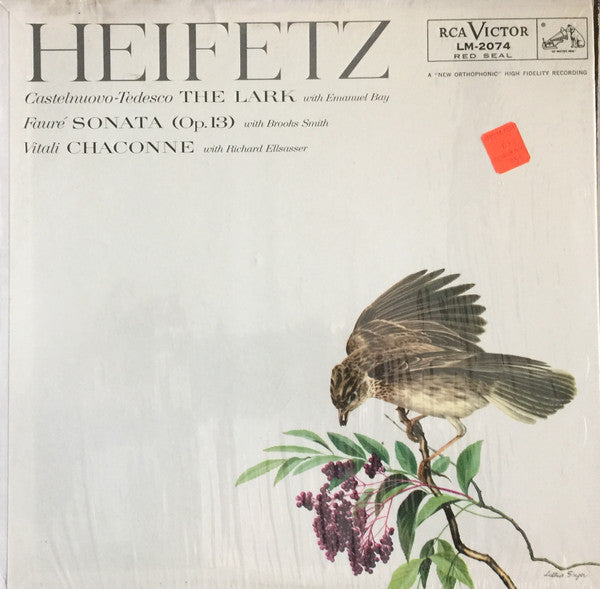 HEIFETZ
Castelnuovo-Tedesco THE LARK with Emanuel Bay
Fauré SONATA (Op.13) with Brooks Smith
Vitali CHACONNE with Richard Ellsasser
RCA VICTOR
LM-2074
RED SEAL
A "NEW ORTHOPHONIC" HIGH FIDELITY RECORDING